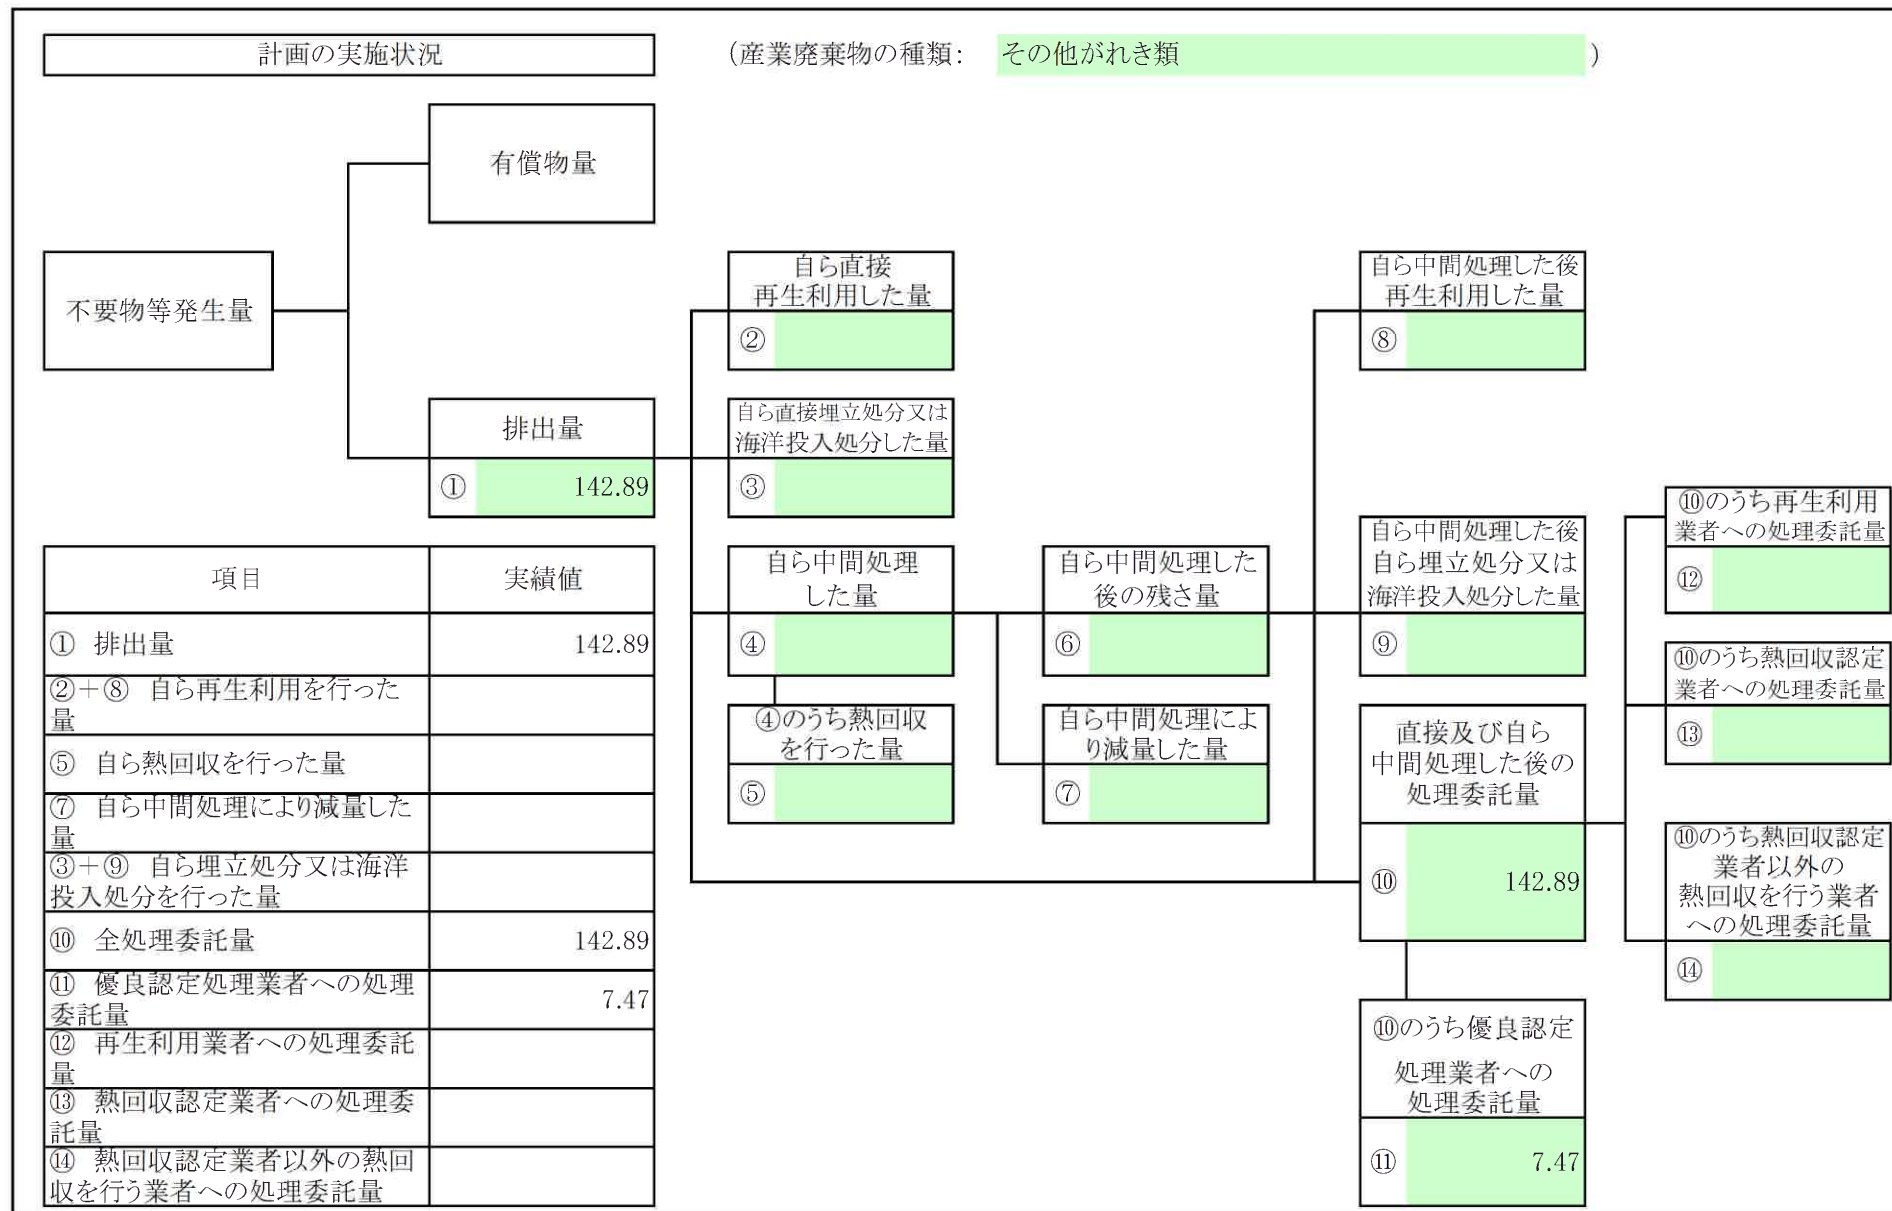 計画の実施状況
(産業廃棄物の種類： その他がれき類 )
有償物量
不要物等発生量
排出量
① 142.89
自ら直接
再生利用した量
②
自ら直接埋立処分又は
海洋投入処分した量
③
自ら中間処理
した量
④
④のうち熱回収
を行った量
⑤
自ら中間処理した
後の残さ量
⑥
自ら中間処理によ
り減量した量
⑦
自ら中間処理した後
再生利用した量
⑧
自ら中間処理した後
自ら埋立処分又は
海洋投入処分した量
⑨
直接及び自ら
中間処理した後の
処理委託量
⑩ 142.89
⑩のうち優良認定
処理業者への
処理委託量
⑪ 7.47
⑩のうち再生利用
業者への処理委託量
⑫
⑩のうち熱回収認定
業者への処理委託量
⑬
⑩のうち熱回収認定
業者以外の
熱回収を行う業者
への処理委託量
⑭
項目 実績値
① 排出量 142.89
②＋⑧ 自ら再生利用を行った
量
⑤ 自ら熱回収を行った量
⑦ 自ら中間処理により減量した
量
③＋⑨ 自ら埋立処分又は海洋
投入処分を行った量
⑩ 全処理委託量 142.89
⑪ 優良認定処理業者への処理
委託量 7.47
⑫ 再生利用業者への処理委託
量
⑬ 熱回収認定業者への処理委
託量
⑭ 熱回収認定業者以外の熱回
収を行う業者への処理委託量